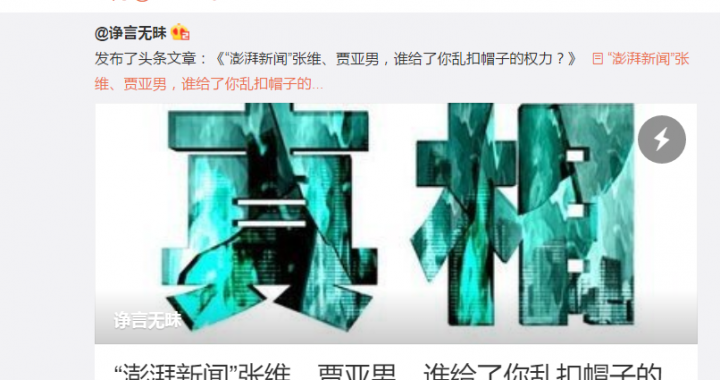 @诤言无昧
发布了头条文章：《“澎湃新闻”张维、贾亚男，谁给了你乱扣帽子的权力？》 “澎湃新闻”张
维、贾亚男，谁给了你乱扣帽子的...
真相
诤言无昧
“澎湃新闻”张维、贾亚男，谁给了你乱扣帽子的